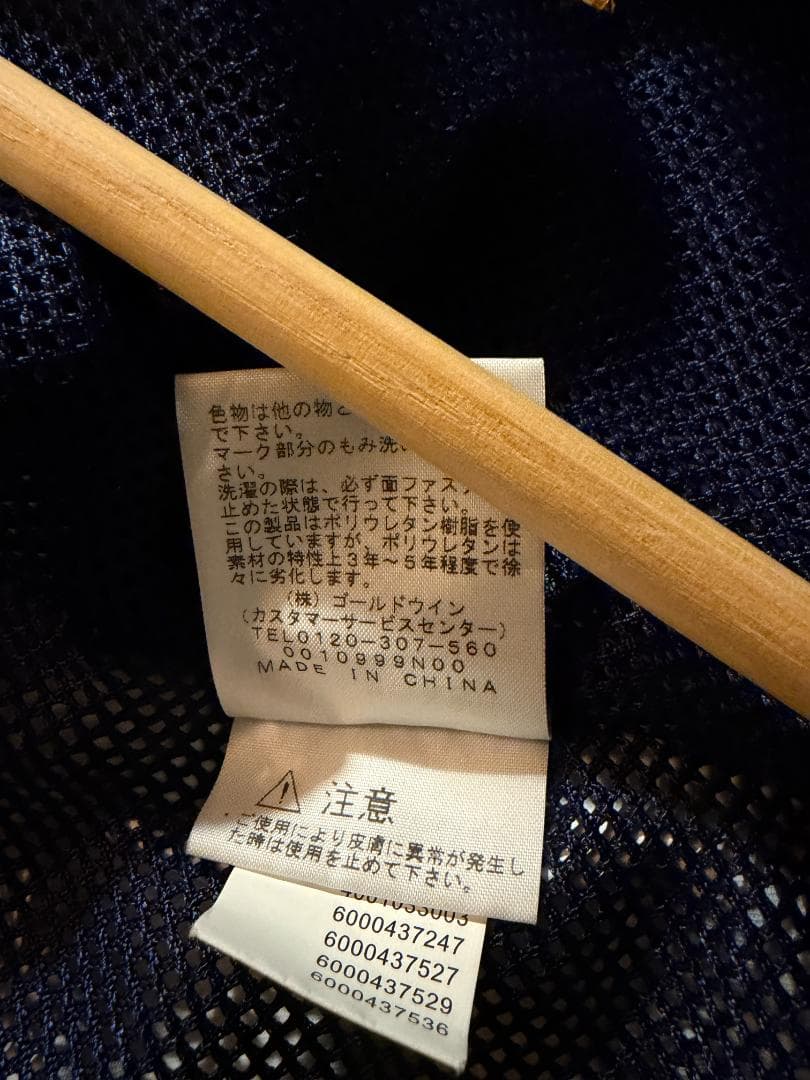 色物は他の物と
で下さい。
マーク部分のもみ洗い
さい。
洗濯の際は、必ず面ファス
止めた状態で行って下さい。
この製品はポリウレタン樹脂を使
用していますが、ポリウレタンは
素材の特性上3年～5年程度で徐
々に劣化します。
(株) ゴールドウイン
(カスタマーサービスセンター)
TEL0120-307-560
0010999N00
MADE IN CHINA
注意
・ご使用により皮膚に異常が発生し
た時は使用を止めて下さい。
6000437247
6000437527
6000437529
6000437536